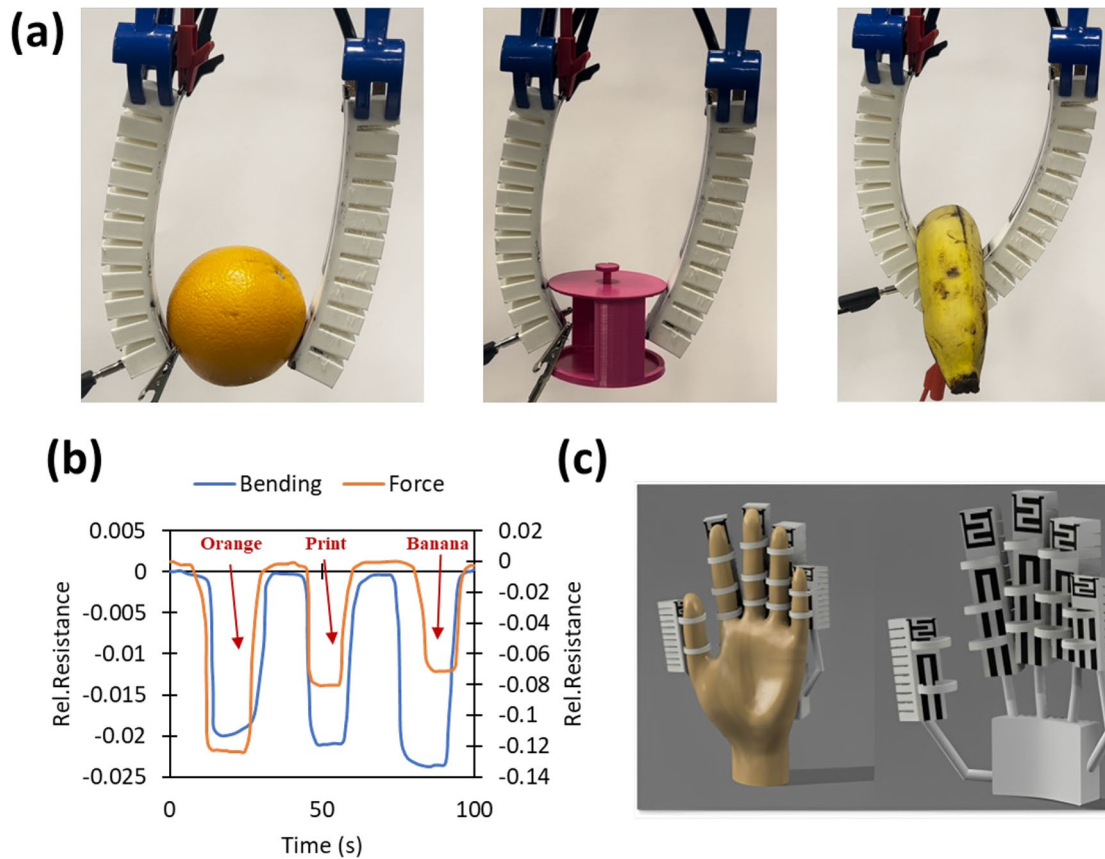 (a)
(b)
Bending Force
0.005
0
-0.005
-0.01
-0.015
-0.02
-0.025
0.02
0
-0.02
-0.04
-0.06
-0.08
-0.1
-0.12
-0.14
Rel.Resistance
Rel.Resistance
Orange Print Banana
0 50 100
Time (s)
(c)